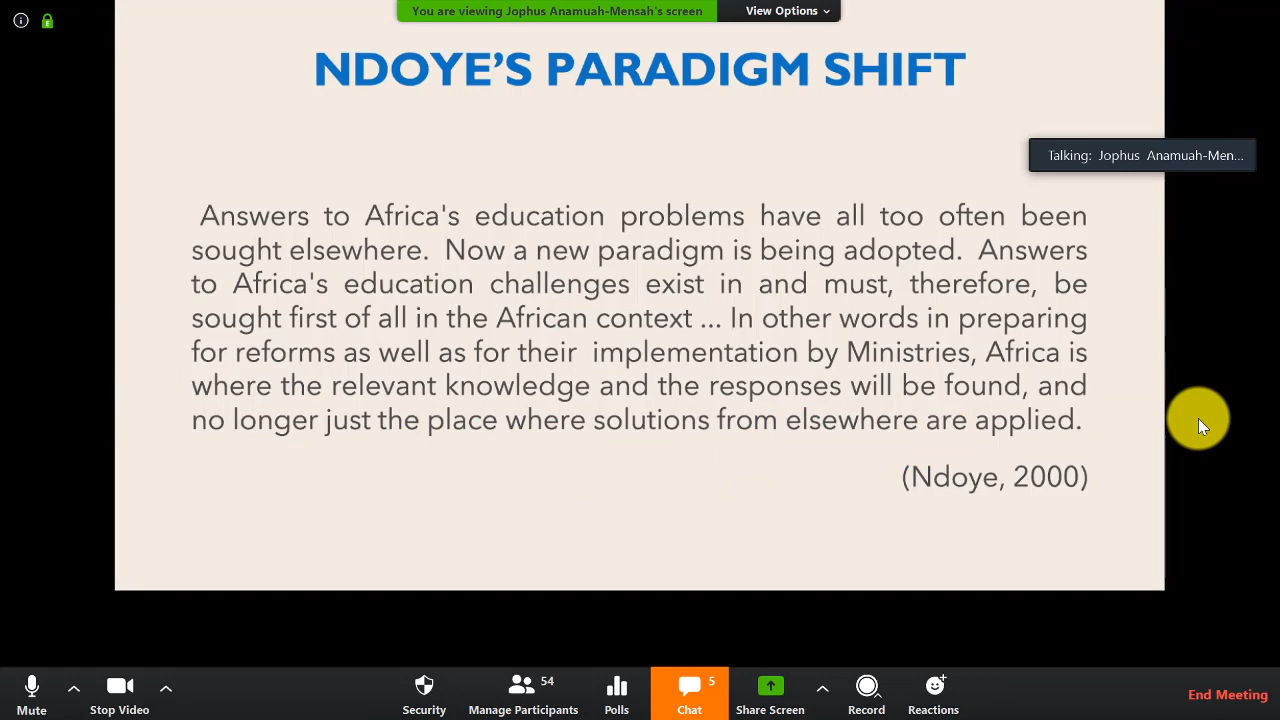 You are viewing Jophus Anamuah-Mensah's screen
View Options
NDOYE'S PARADIGM SHIFT
Talking: Jophus Anamuah-Men...
Answers to Africa's education problems have all too often been
sought elsewhere. Now a new paradigm is being adopted. Answers
to Africa's education challenges exist in and must, therefore, be
sought first of all in the African context ... In other words in preparing
for reforms as well as for their implementation by Ministries, Africa is
where the relevant knowledge and the responses will be found, and
no longer just the place where solutions from elsewhere are applied.
(Ndoye, 2000)
54
5
Mute
Stop Video
Security
Manage Participants
Polls
Chat
Share Screen
Record
Reactions
End Meeting